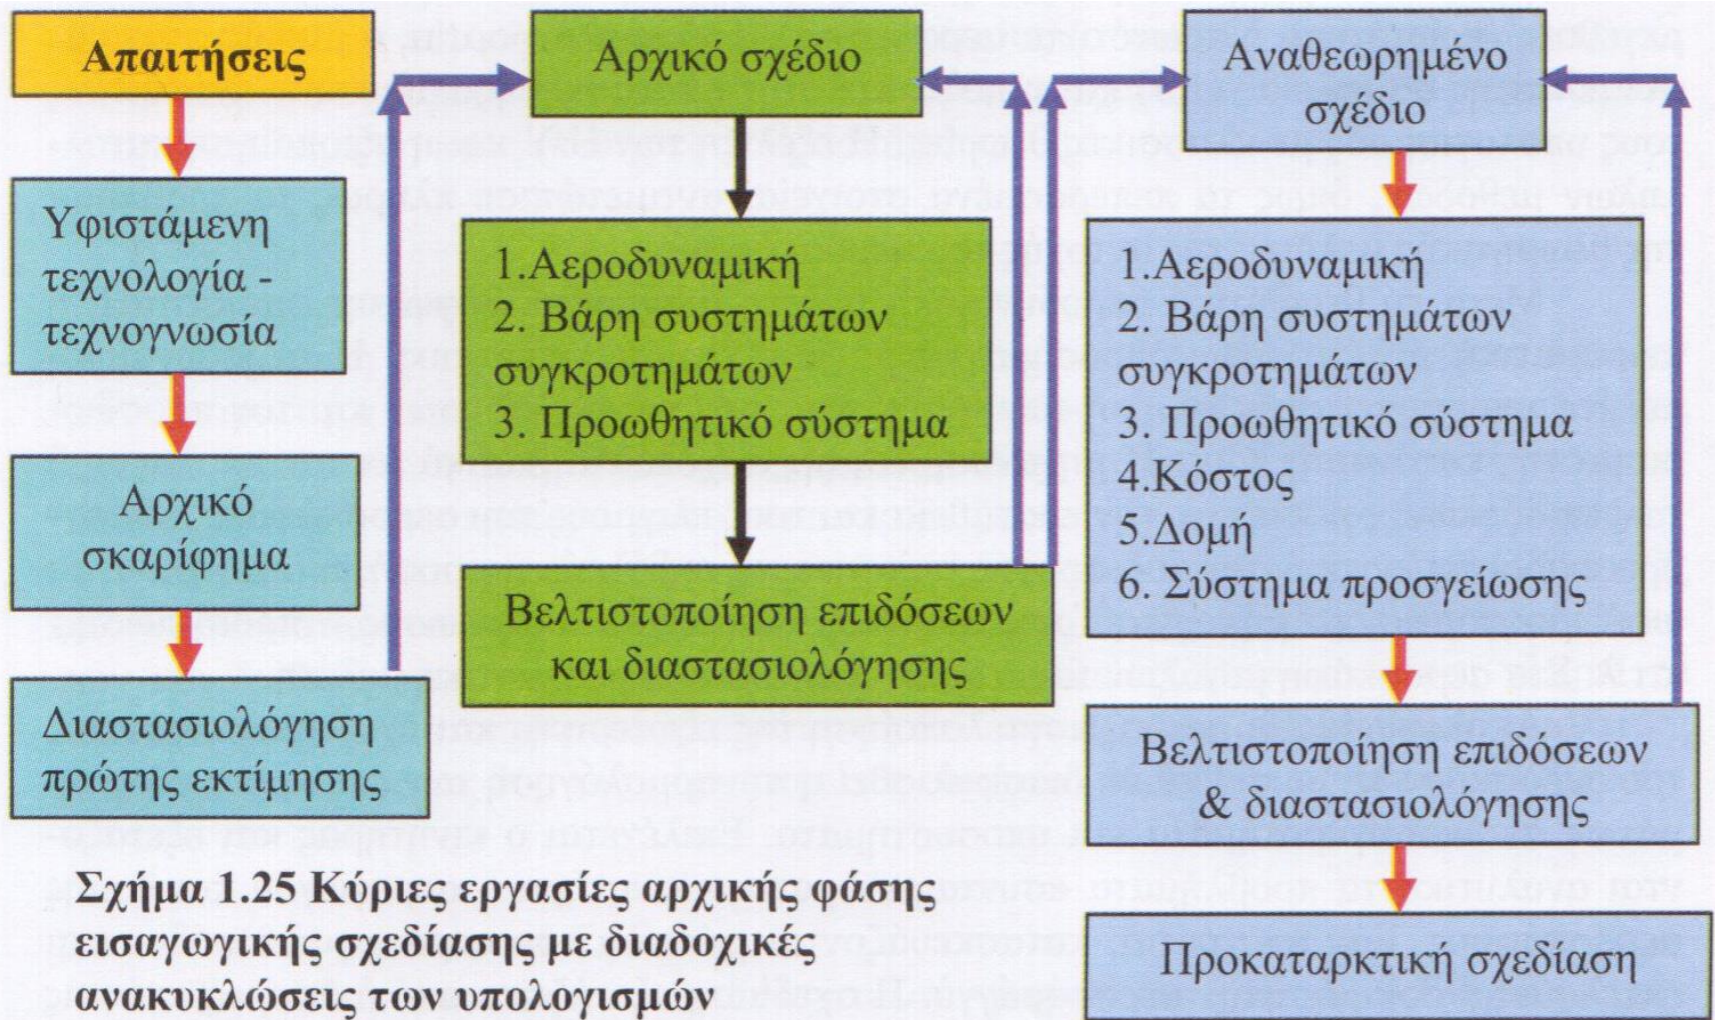 Απαιτήσεις
Υφιστάμενη
τεχνολογία -
τεχνογνωσία
Αρχικό
σκαρίφημα
Διαστασιολόγηση
πρώτης εκτίμησης
Αρχικό σχέδιο
1.Αεροδυναμική
2. Βάρη συστημάτων
συγκροτημάτων
3. Προωθητικό σύστημα
Βελτιστοποίηση επιδόσεων
και διαστασιολόγησης
Αναθεωρημένο
σχέδιο
1.Αεροδυναμική
2. Βάρη συστημάτων
συγκροτημάτων
3. Προωθητικό σύστημα
4.Κόστος
5.Δομή
6. Σύστημα προσγείωσης
Βελτιστοποίηση επιδόσεων
& διαστασιολόγησης
Προκαταρκτική σχεδίαση
Σχήμα 1.25 Κύριες εργασίες αρχικής φάσης
εισαγωγικής σχεδίασης με διαδοχικές
ανακυκλώσεις των υπολογισμών